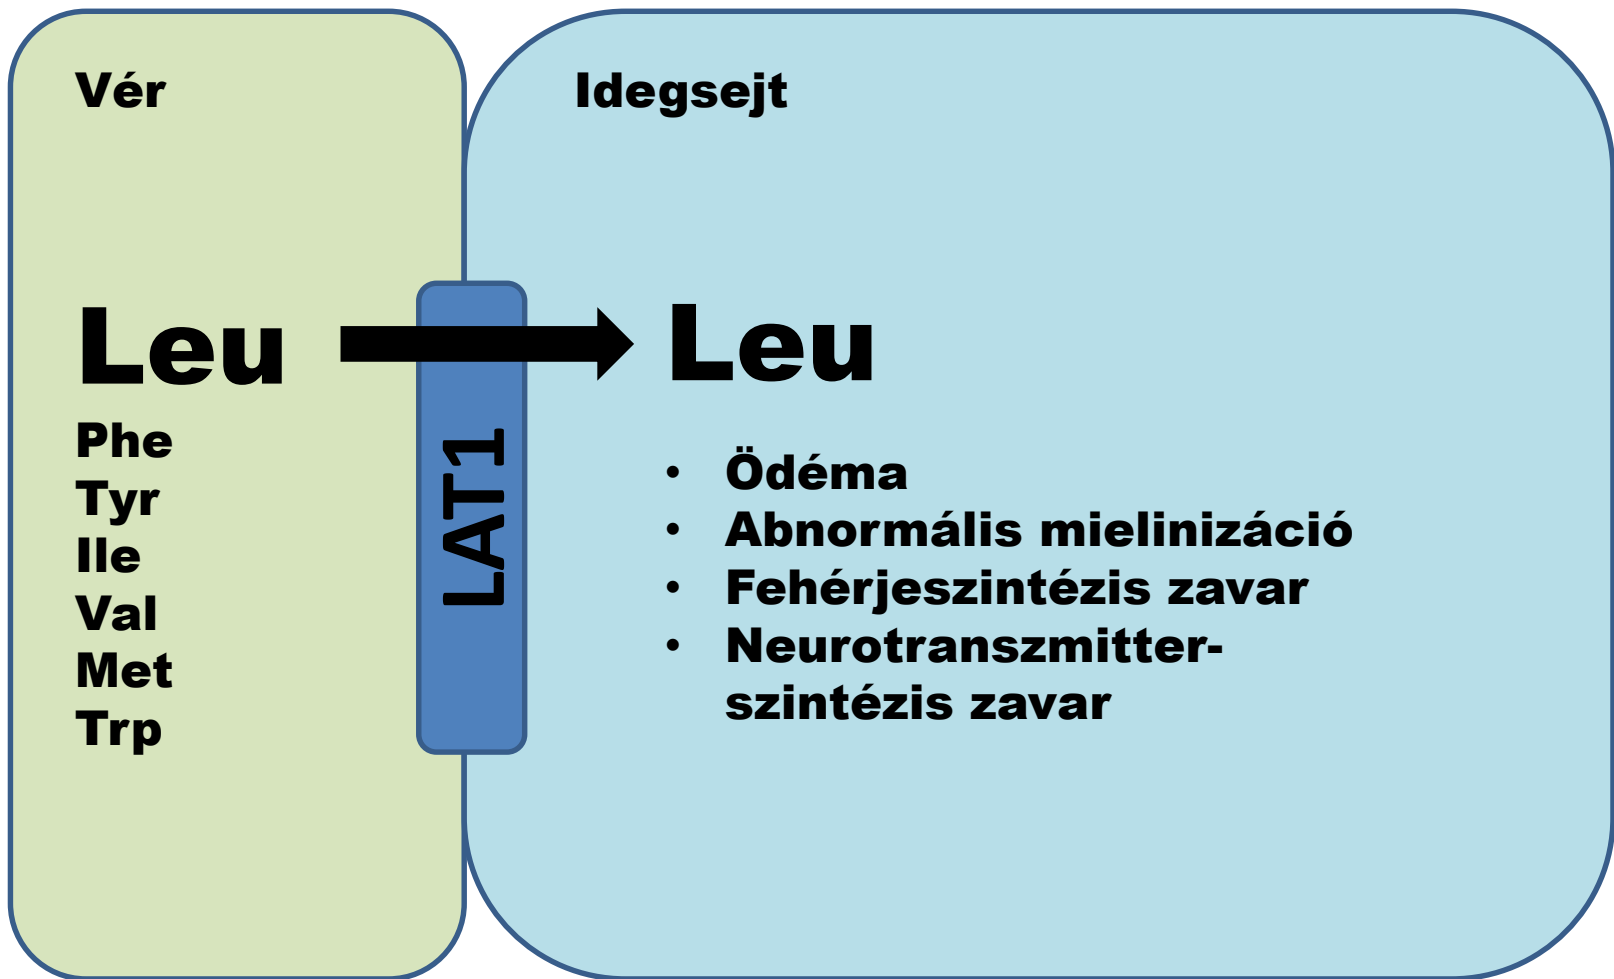 Vér
Leu
Phe
Tyr
Ile
Val
Met
Trp
LAT1
Idegsejt
Leu
• Ödéma
• Abnormális mielinizáció
• Fehérjeszintézis zavar
• Neurotranszmitter-
szintézis zavar